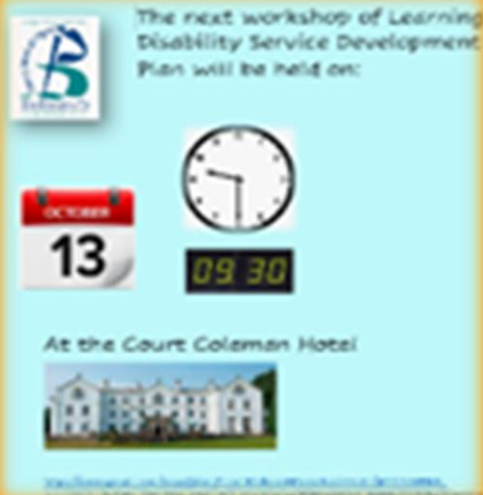 The next workshop of Learning
Disability Service Development
Plan will be held on:
OCTOBER
13
09 30
At the Court Coleman Hotel